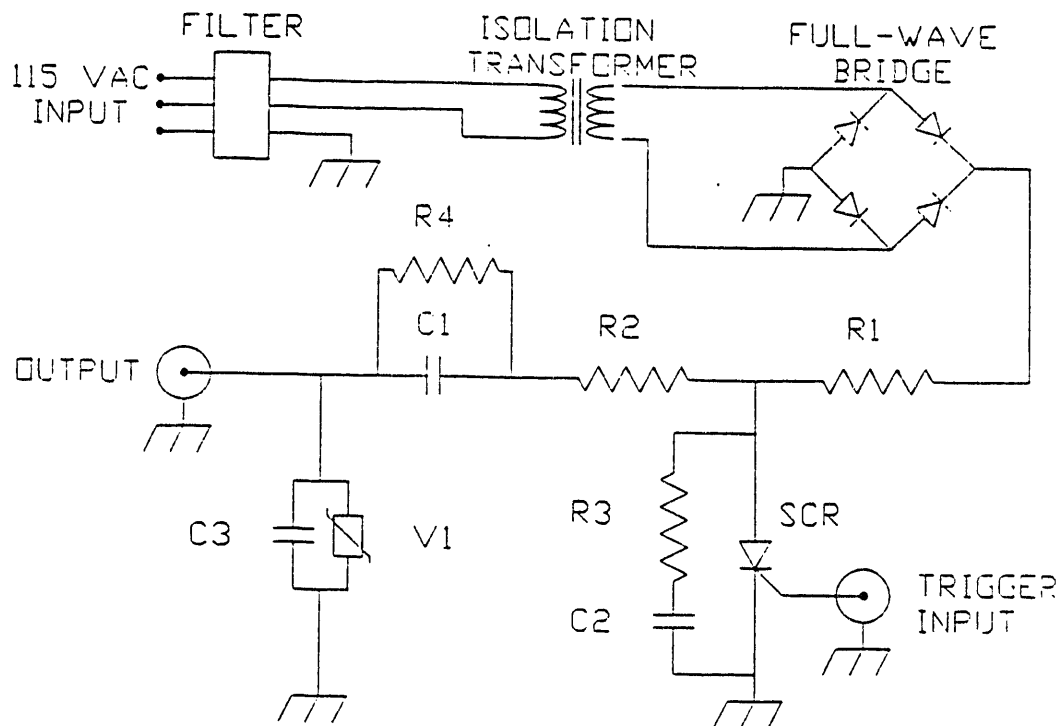 FILTER
ISOLATION
TRANSFORMER
FULL-WAVE
BRIDGE
115 VAC
INPUT
R4
C1
R2
R1
OUTPUT
C3
V1
R3
SCR
C2
TRIGGER
INPUT